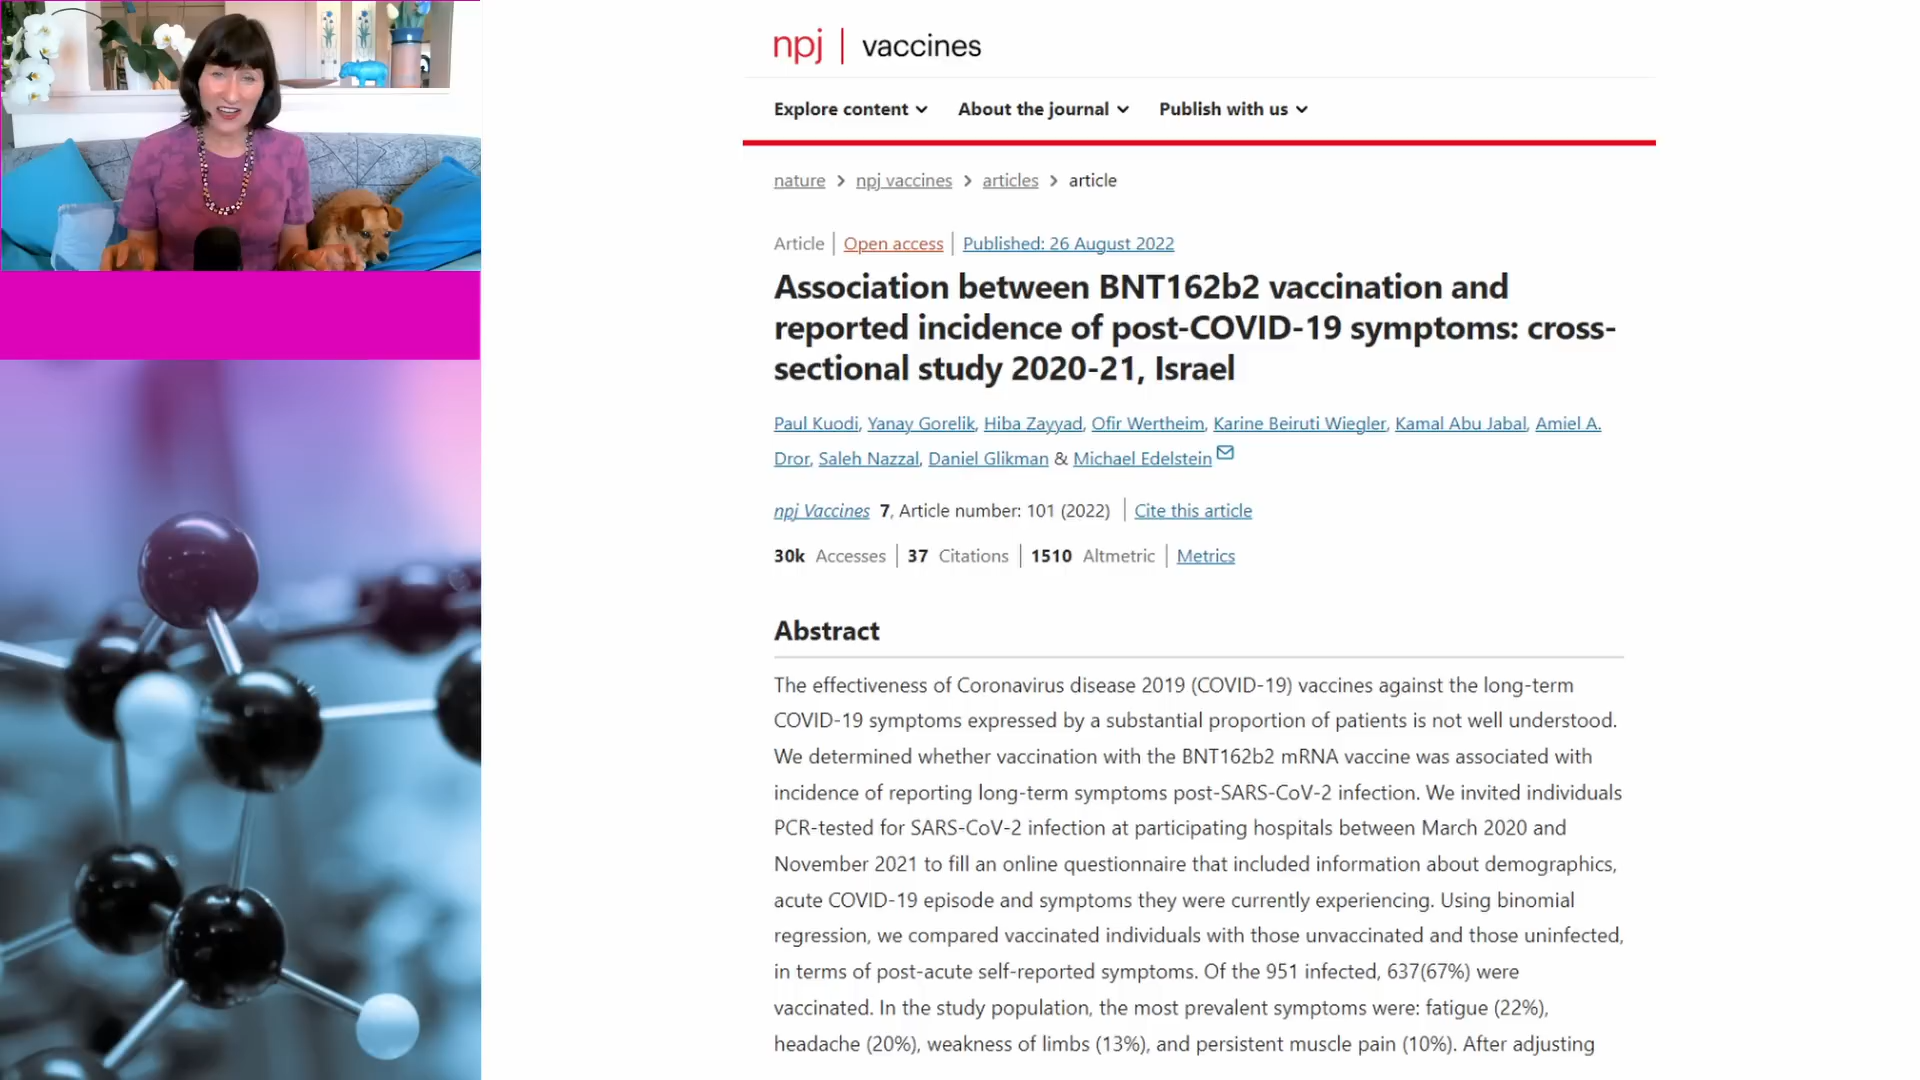 npj | vaccines
Explore content About the journal Publish with us
nature > npj vaccines > articles > article
Article | Open access | Published: 26 August 2022
Association between BNT162b2 vaccination and
reported incidence of post-COVID-19 symptoms: cross-
sectional study 2020-21, Israel
Paul Kuodi, Yanay Gorelik, Hiba Zayyad, Ofir Wertheim, Karine Beiruti Wiegler, Kamal Abu Jabal, Amiel A.
Dror, Saleh Nazzal, Daniel Glikman & Michael Edelstein
npj Vaccines 7, Article number: 101 (2022) | Cite this article
30k Accesses | 37 Citations | 1510 Altmetric | Metrics
Abstract
The effectiveness of Coronavirus disease 2019 (COVID-19) vaccines against the long-term
COVID-19 symptoms expressed by a substantial proportion of patients is not well understood.
We determined whether vaccination with the BNT162b2 mRNA vaccine was associated with
incidence of reporting long-term symptoms post-SARS-CoV-2 infection. We invited individuals
PCR-tested for SARS-CoV-2 infection at participating hospitals between March 2020 and
November 2021 to fill an online questionnaire that included information about demographics,
acute COVID-19 episode and symptoms they were currently experiencing. Using binomial
regression, we compared vaccinated individuals with those unvaccinated and those uninfected,
in terms of post-acute self-reported symptoms. Of the 951 infected, 637(67%) were
vaccinated. In the study population, the most prevalent symptoms were: fatigue (22%),
headache (20%), weakness of limbs (13%), and persistent muscle pain (10%). After adjusting